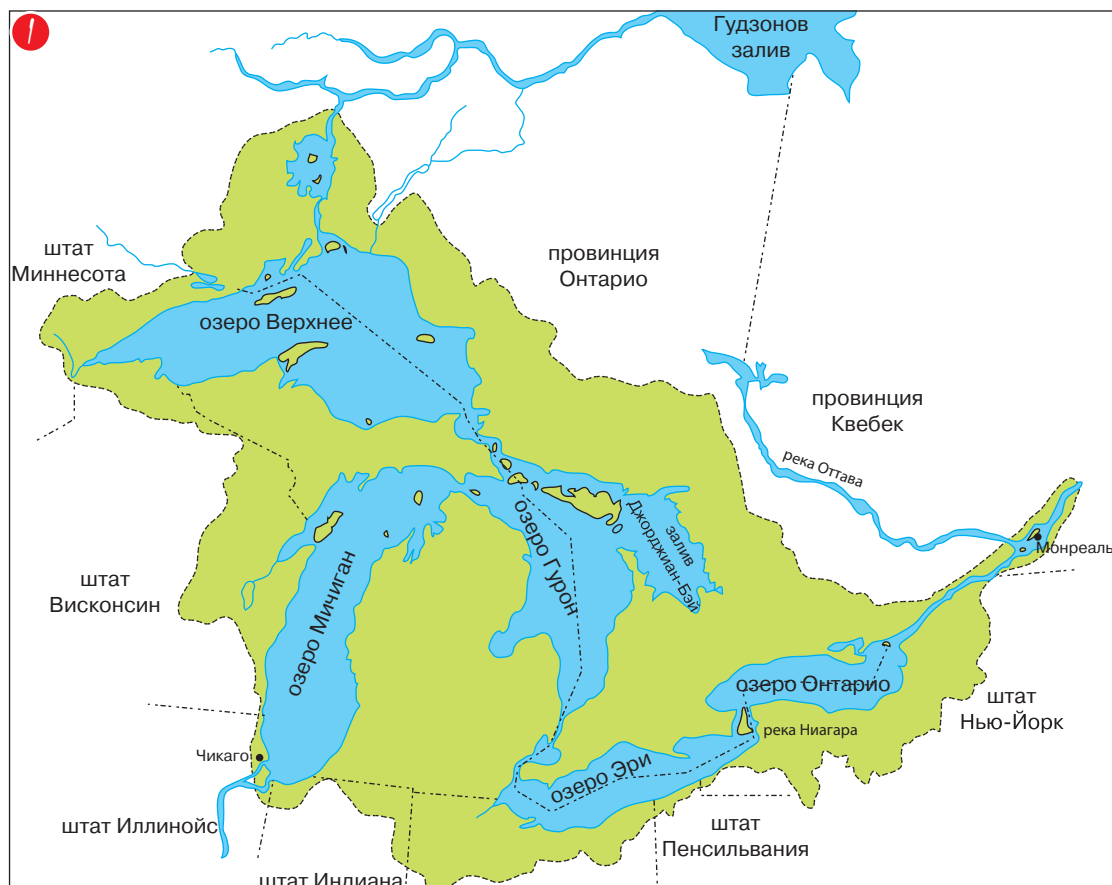 1
Гудзонов
залив
штат
Миннесота
провинция
Онтарио
озеро Верхнее
провинция
Квебек
река Оттава
залив
Джорджиан-Бэй
озеро Гурон
Монреаль
штат
Висконсин
озеро Мичиган
озеро Онтарио
штат
Нью-Йорк
река Ниагара
Чикаго
озеро Эри
штат Иллинойс
штат
Пенсильвания
штат Индиана